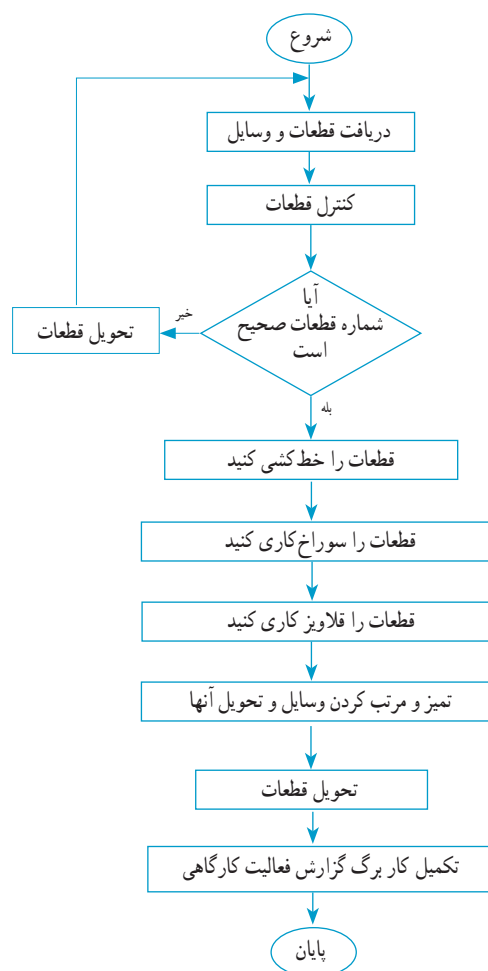 شروع
دریافت قطعات و وسایل
کنترل قطعات
آیا
شماره قطعات صحیح
است
خیر
تحویل قطعات
بله
قطعات را خط‌کشی کنید
قطعات را سوراخ‌کاری کنید
قطعات را قلاویز کاری کنید
تمیز و مرتب کردن وسایل و تحویل آنها
تحویل قطعات
تکمیل کار برگ گزارش فعالیت کارگاهی
پایان